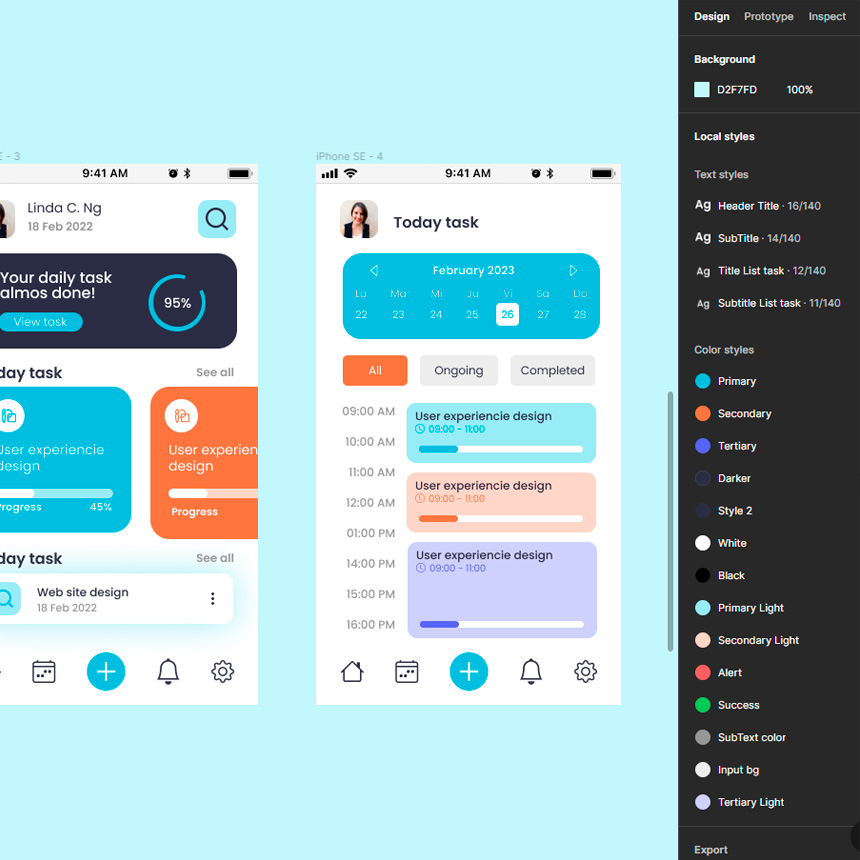 E - 3
9:41 AM
Linda C. Ng
18 Feb 2022
Your daily task
almos done!
View task
95%
day task
See all
User experiencie
design
Progress
45%
User experien
design
Progress
day task
See all
Web site design
18 Feb 2022
iPhone SE - 4
9:41 AM
Today task
February 2023
Lu Ma Mi Ju Vi Sa Do
22 23 24 25 26 27 28
All Ongoing Completed
09:00 AM
10:00 AM
11:00 AM
12:00 AM
01:00 PM
14:00 PM
15:00 PM
16:00 PM
User experiencie design
09:00 - 11:00
User experiencie design
09:00 - 11:00
User experiencie design
09:00 - 11:00
Design Prototype Inspect
Background
D2F7FD 100%
Local styles
Text styles
Ag Header Title · 16/140
Ag SubTitle · 14/140
Ag Title List task · 12/140
Ag Subtitle List task · 11/140
Color styles
Primary
Secondary
Tertiary
Darker
Style 2
White
Black
Primary Light
Secondary Light
Alert
Success
SubText color
Input bg
Tertiary Light
Export